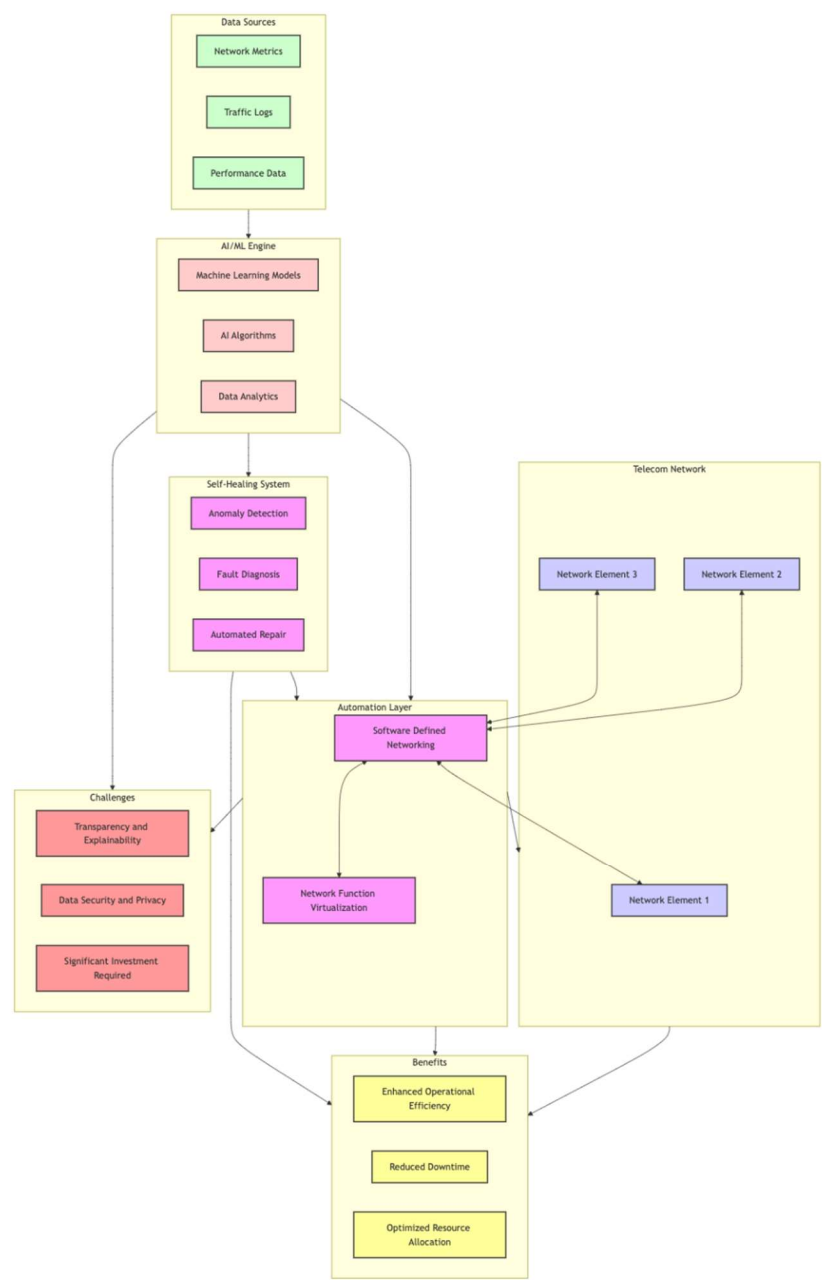 Data Sources
Network Metrics
Traffic Logs
Performance Data
AI/ML Engine
Machine Learning Models
AI Algorithms
Data Analytics
Self-Healing System
Anomaly Detection
Fault Diagnosis
Automated Repair
Telecom Network
Network Element 3
Network Element 2
Network Element 1
Automation Layer
Software Defined
Networking
Network Function
Virtualization
Challenges
Transparency and
Explainability
Data Security and Privacy
Significant Investment
Required
Benefits
Enhanced Operational
Efficiency
Reduced Downtime
Optimized Resource
Allocation